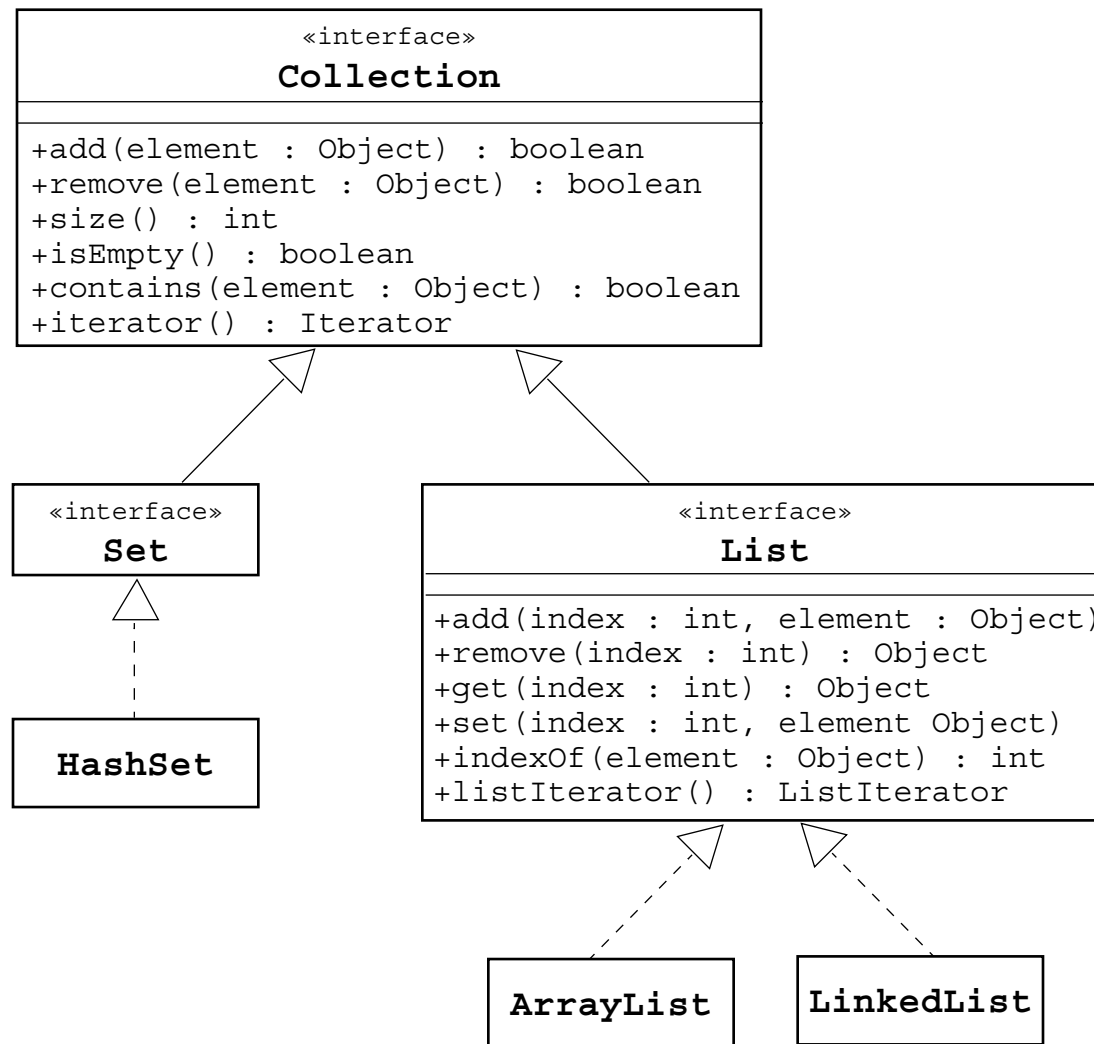 «interface»
Collection
+add(element : Object) : boolean
+remove(element : Object) : boolean
+size() : int
+isEmpty() : boolean
+contains(element : Object) : boolean
+iterator() : Iterator
«interface»
Set
HashSet
«interface»
List
+add(index : int, element : Object)
+remove(index : int) : Object
+get(index : int) : Object
+set(index : int, element Object)
+indexOf(element : Object) : int
+listIterator() : ListIterator
ArrayList
LinkedList